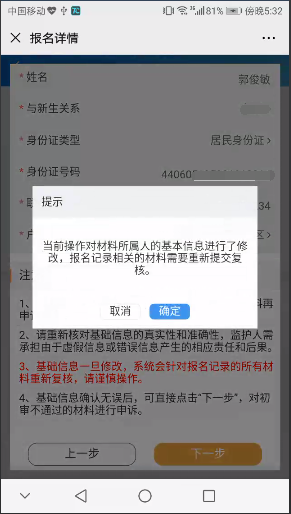 中国移动 81% 傍晚5:32
报名详情
* 姓名 郭俊敏
* 与新生关系
* 身份证类型 居民身份证
* 身份证号码 44060
34
区
提示
当前操作对材料所属人的基本信息进行了修
改，报名记录相关的材料需要重新提交复
核。
取消 确定
注
1、 料再
申
2、请重新核对基础信息的真实性和准确性，监护人需
承担由于虚假信息或错误信息产生的相应责任和后果。
3、基础信息一旦修改，系统会针对报名记录的所有材
料重新复核，请谨慎操作。
4、基础信息确认无误后，可直接点击“下一步”，对初
审不通过的材料进行申诉。
上一步 下一步